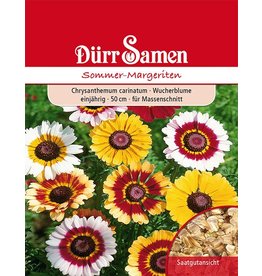 Dürr Samen
Sommer-Margeriten
Chrysanthemum carinatum · Wucherblume
einjährig · 50 cm · für Massenschnitt
Saatgutansicht